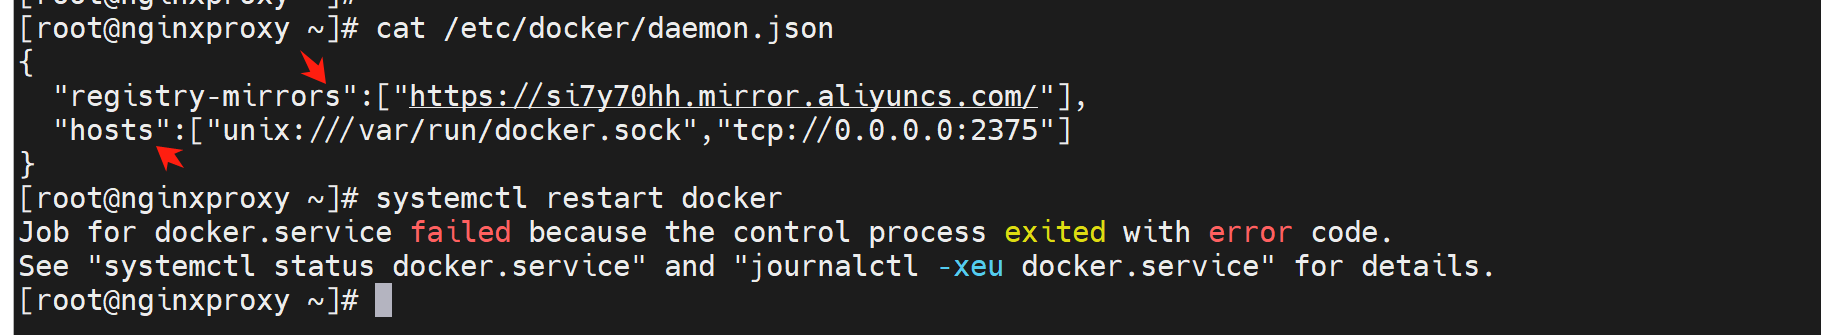 [root@nginxproxy ~]#
[root@nginxproxy ~]# cat /etc/docker/daemon.json
{
  "registry-mirrors":["https://si7y70hh.mirror.aliyuncs.com/"],
  "hosts":["unix:///var/run/docker.sock","tcp://0.0.0.0:2375"]
}
[root@nginxproxy ~]# systemctl restart docker
Job for docker.service failed because the control process exited with error code.
See "systemctl status docker.service" and "journalctl -xeu docker.service" for details.
[root@nginxproxy ~]#